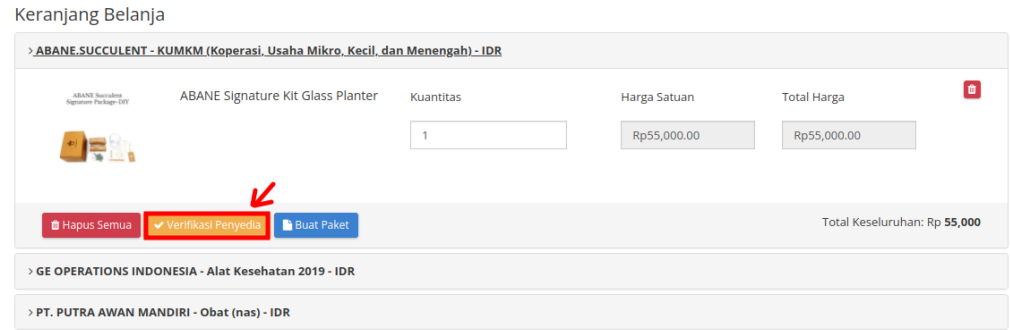 Keranjang Belanja
ABANE.SUCCULENT - KUMKM (Koperasi, Usaha Mikro, Kecil, dan Menengah) - IDR
ABANE Succulent
Signature Package-DIY
ABANE Signature Kit Glass Planter
Kuantitas
Harga Satuan
Total Harga
1
Rp55,000.00
Rp55,000.00
Hapus Semua
Verifikasi Penyedia
Buat Paket
Total Keseluruhan: Rp 55,000
GE OPERATIONS INDONESIA - Alat Kesehatan 2019 - IDR
PT. PUTRA AWAN MANDIRI - Obat (nas) - IDR